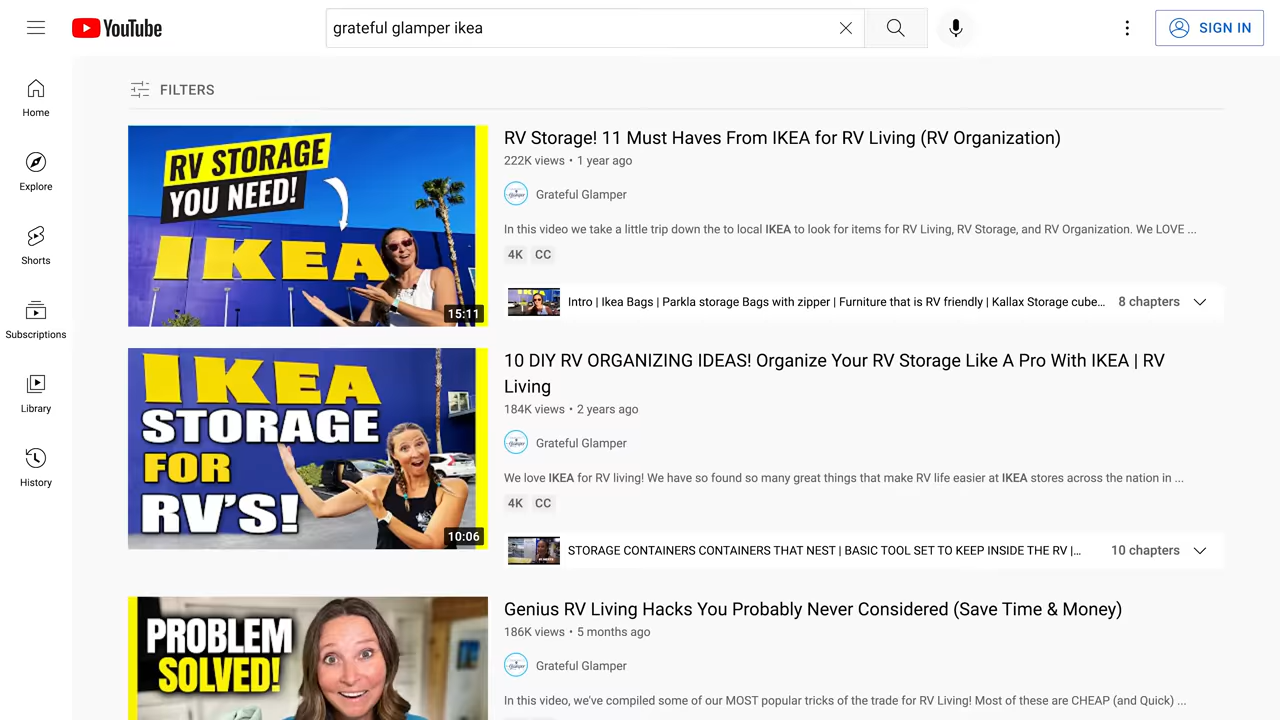 YouTube
grateful glamper ikea
SIGN IN
Home
Explore
Shorts
Subscriptions
Library
History
FILTERS
RV STORAGE
YOU NEED!
IKEA
15:11
RV Storage! 11 Must Haves From IKEA for RV Living (RV Organization)
222K views • 1 year ago
Grateful Glamper
In this video we take a little trip down the to local IKEA to look for items for RV Living, RV Storage, and RV Organization. We LOVE ...
4K CC
Intro | Ikea Bags | Parkla storage Bags with zipper | Furniture that is RV friendly | Kallax Storage cube...
8 chapters
IKEA
STORAGE
FOR
RV'S!
10:06
10 DIY RV ORGANIZING IDEAS! Organize Your RV Storage Like A Pro With IKEA | RV
Living
184K views • 2 years ago
Grateful Glamper
We love IKEA for RV living! We have so found so many great things that make RV life easier at IKEA stores across the nation in ...
4K CC
STORAGE CONTAINERS CONTAINERS THAT NEST | BASIC TOOL SET TO KEEP INSIDE THE RV |...
10 chapters
PROBLEM
SOLVED!
Genius RV Living Hacks You Probably Never Considered (Save Time & Money)
186K views • 5 months ago
Grateful Glamper
In this video, we've compiled some of our MOST popular tricks of the trade for RV Living! Most of these are CHEAP (and Quick) ...